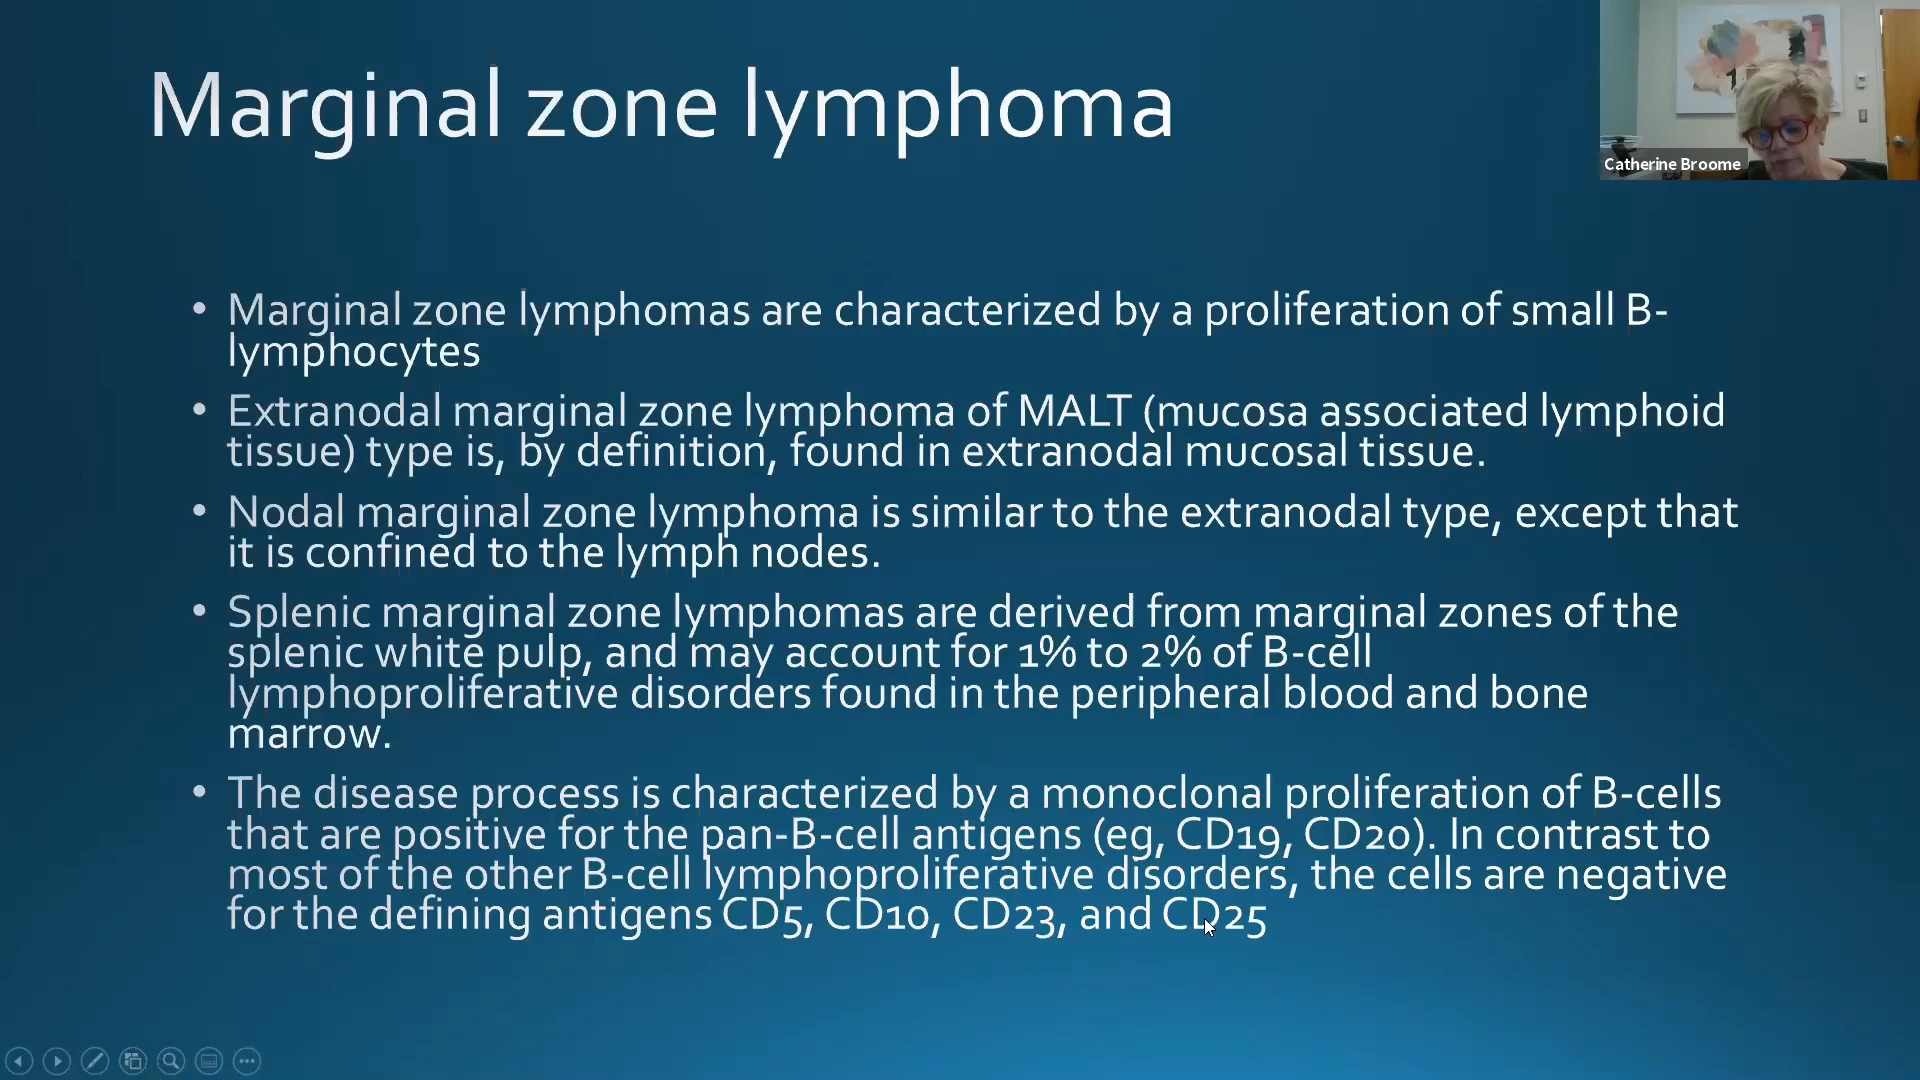 Marginal zone lymphoma
Catherine Broome
• Marginal zone lymphomas are characterized by a proliferation of small B-
lymphocytes
• Extranodal marginal zone lymphoma of MALT (mucosa associated lymphoid
tissue) type is, by definition, found in extranodal mucosal tissue.
• Nodal marginal zone lymphoma is similar to the extranodal type, except that
it is confined to the lymph nodes.
• Splenic marginal zone lymphomas are derived from marginal zones of the
splenic white pulp, and may account for 1% to 2% of B-cell
lymphoproliferative disorders found in the peripheral blood and bone
marrow.
• The disease process is characterized by a monoclonal proliferation of B-cells
that are positive for the pan-B-cell antigens (eg, CD19, CD20). In contrast to
most of the other B-cell lymphoproliferative disorders, the cells are negative
for the defining antigens CD5, CD10, CD23, and CD25